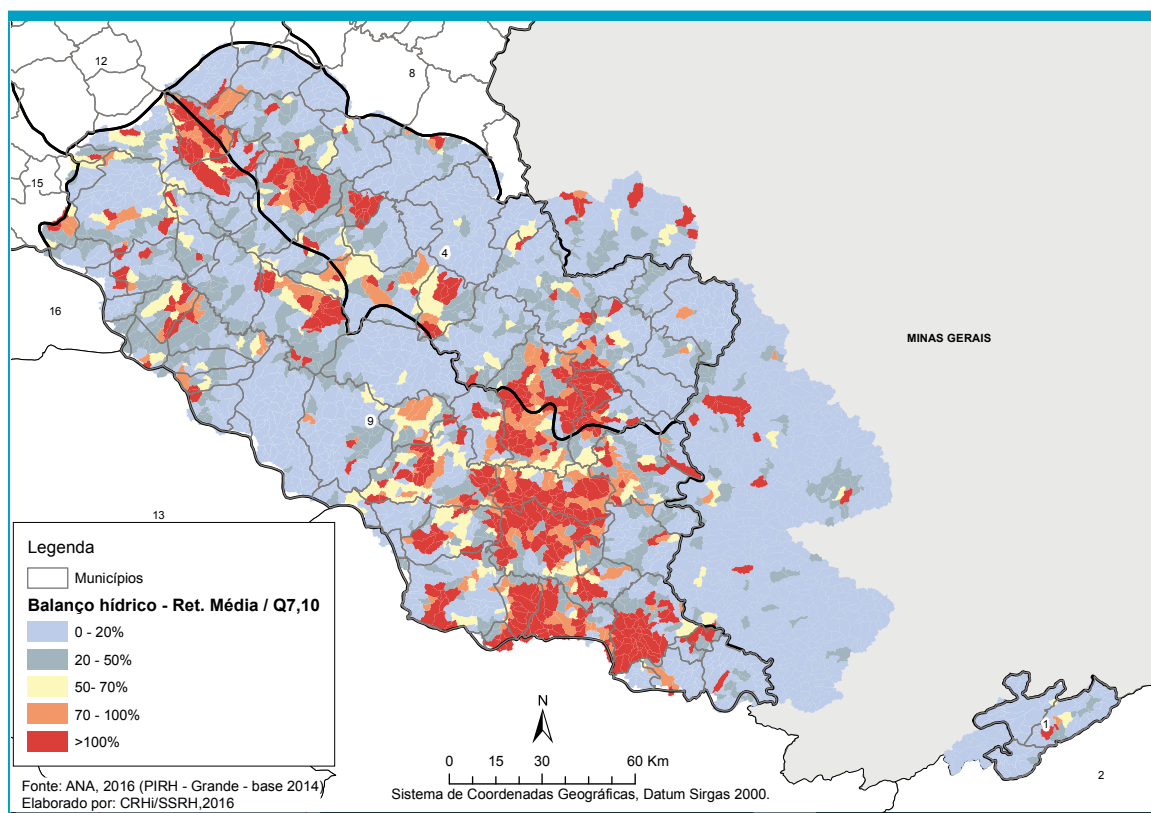 12
8
15
4
16
MINAS GERAIS
9
13
Legenda
Municípios
Balanço hídrico - Ret. Média / Q7,10
0 - 20%
20 - 50%
50- 70%
70 - 100%
>100%
N
0 15 30 60 Km
1
2
Fonte: ANA, 2016 (PIRH - Grande - base 2014)
Elaborado por: CRHi/SSRH,2016
Sistema de Coordenadas Geográficas, Datum Sirgas 2000.